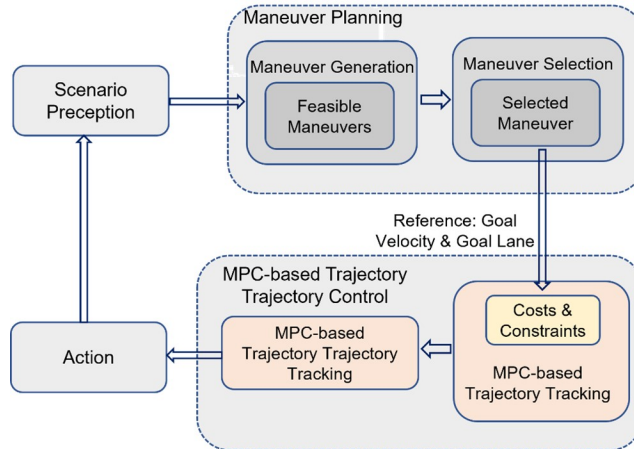 Maneuver Planning
Scenario
Preception
Maneuver Generation
Feasible
Maneuvers
Maneuver Selection
Selected
Maneuver
Reference: Goal
Velocity & Goal Lane
MPC-based Trajectory
Trajectory Control
Costs &
Constraints
MPC-based
Trajectory Tracking
MPC-based
Trajectory Trajectory
Tracking
Action